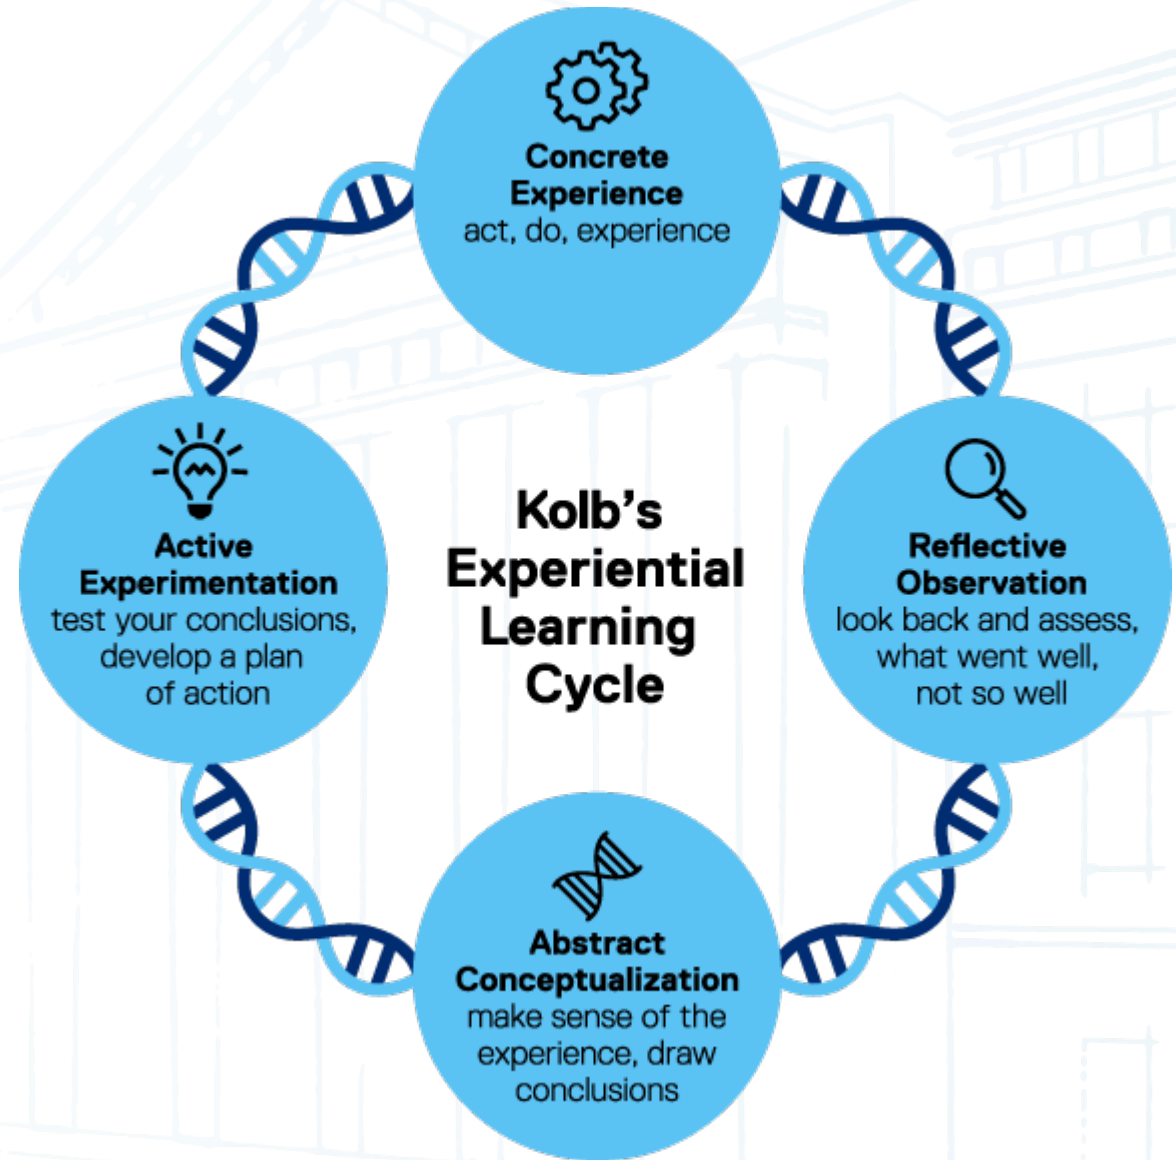 Concrete
Experience
act, do, experience
Active
Experimentation
test your conclusions,
develop a plan
of action
Kolb’s
Experiential
Learning
Cycle
Reflective
Observation
look back and assess,
what went well,
not so well
Abstract
Conceptualization
make sense of the
experience, draw
conclusions